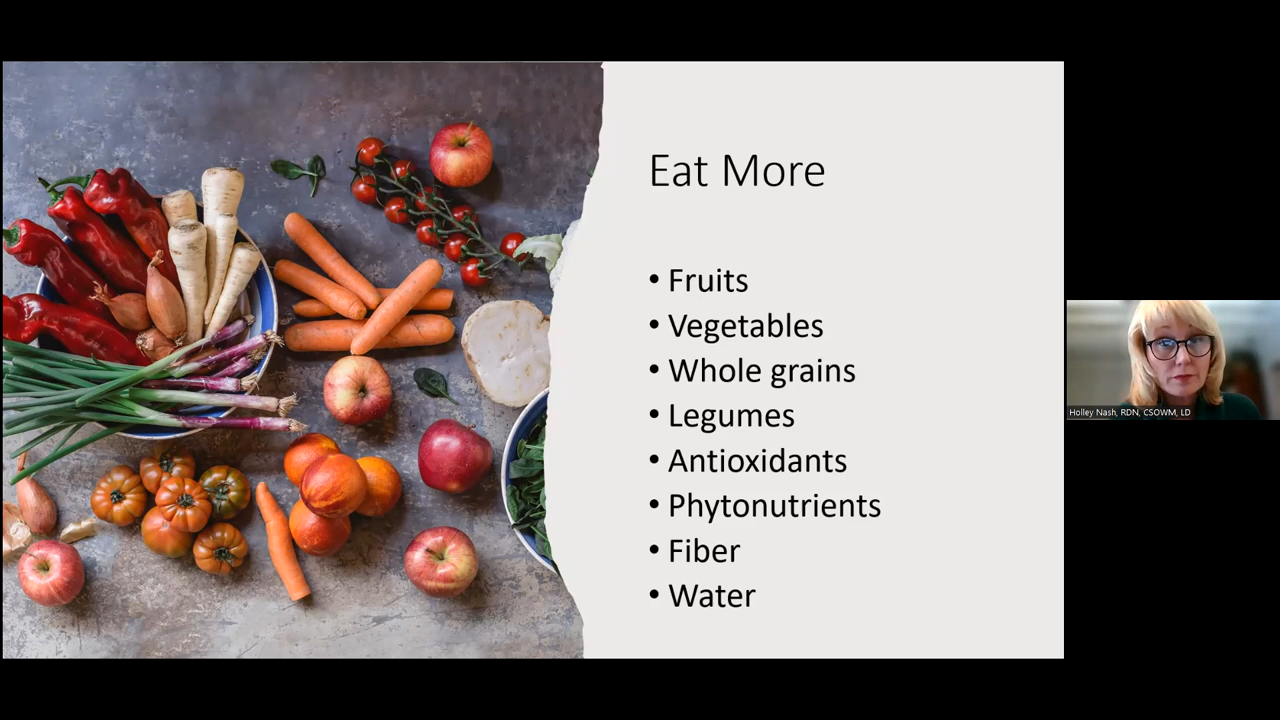 Eat More
• Fruits
• Vegetables
• Whole grains
• Legumes
• Antioxidants
• Phytonutrients
• Fiber
• Water
Holley Nash, RDN, CSOWM, LD